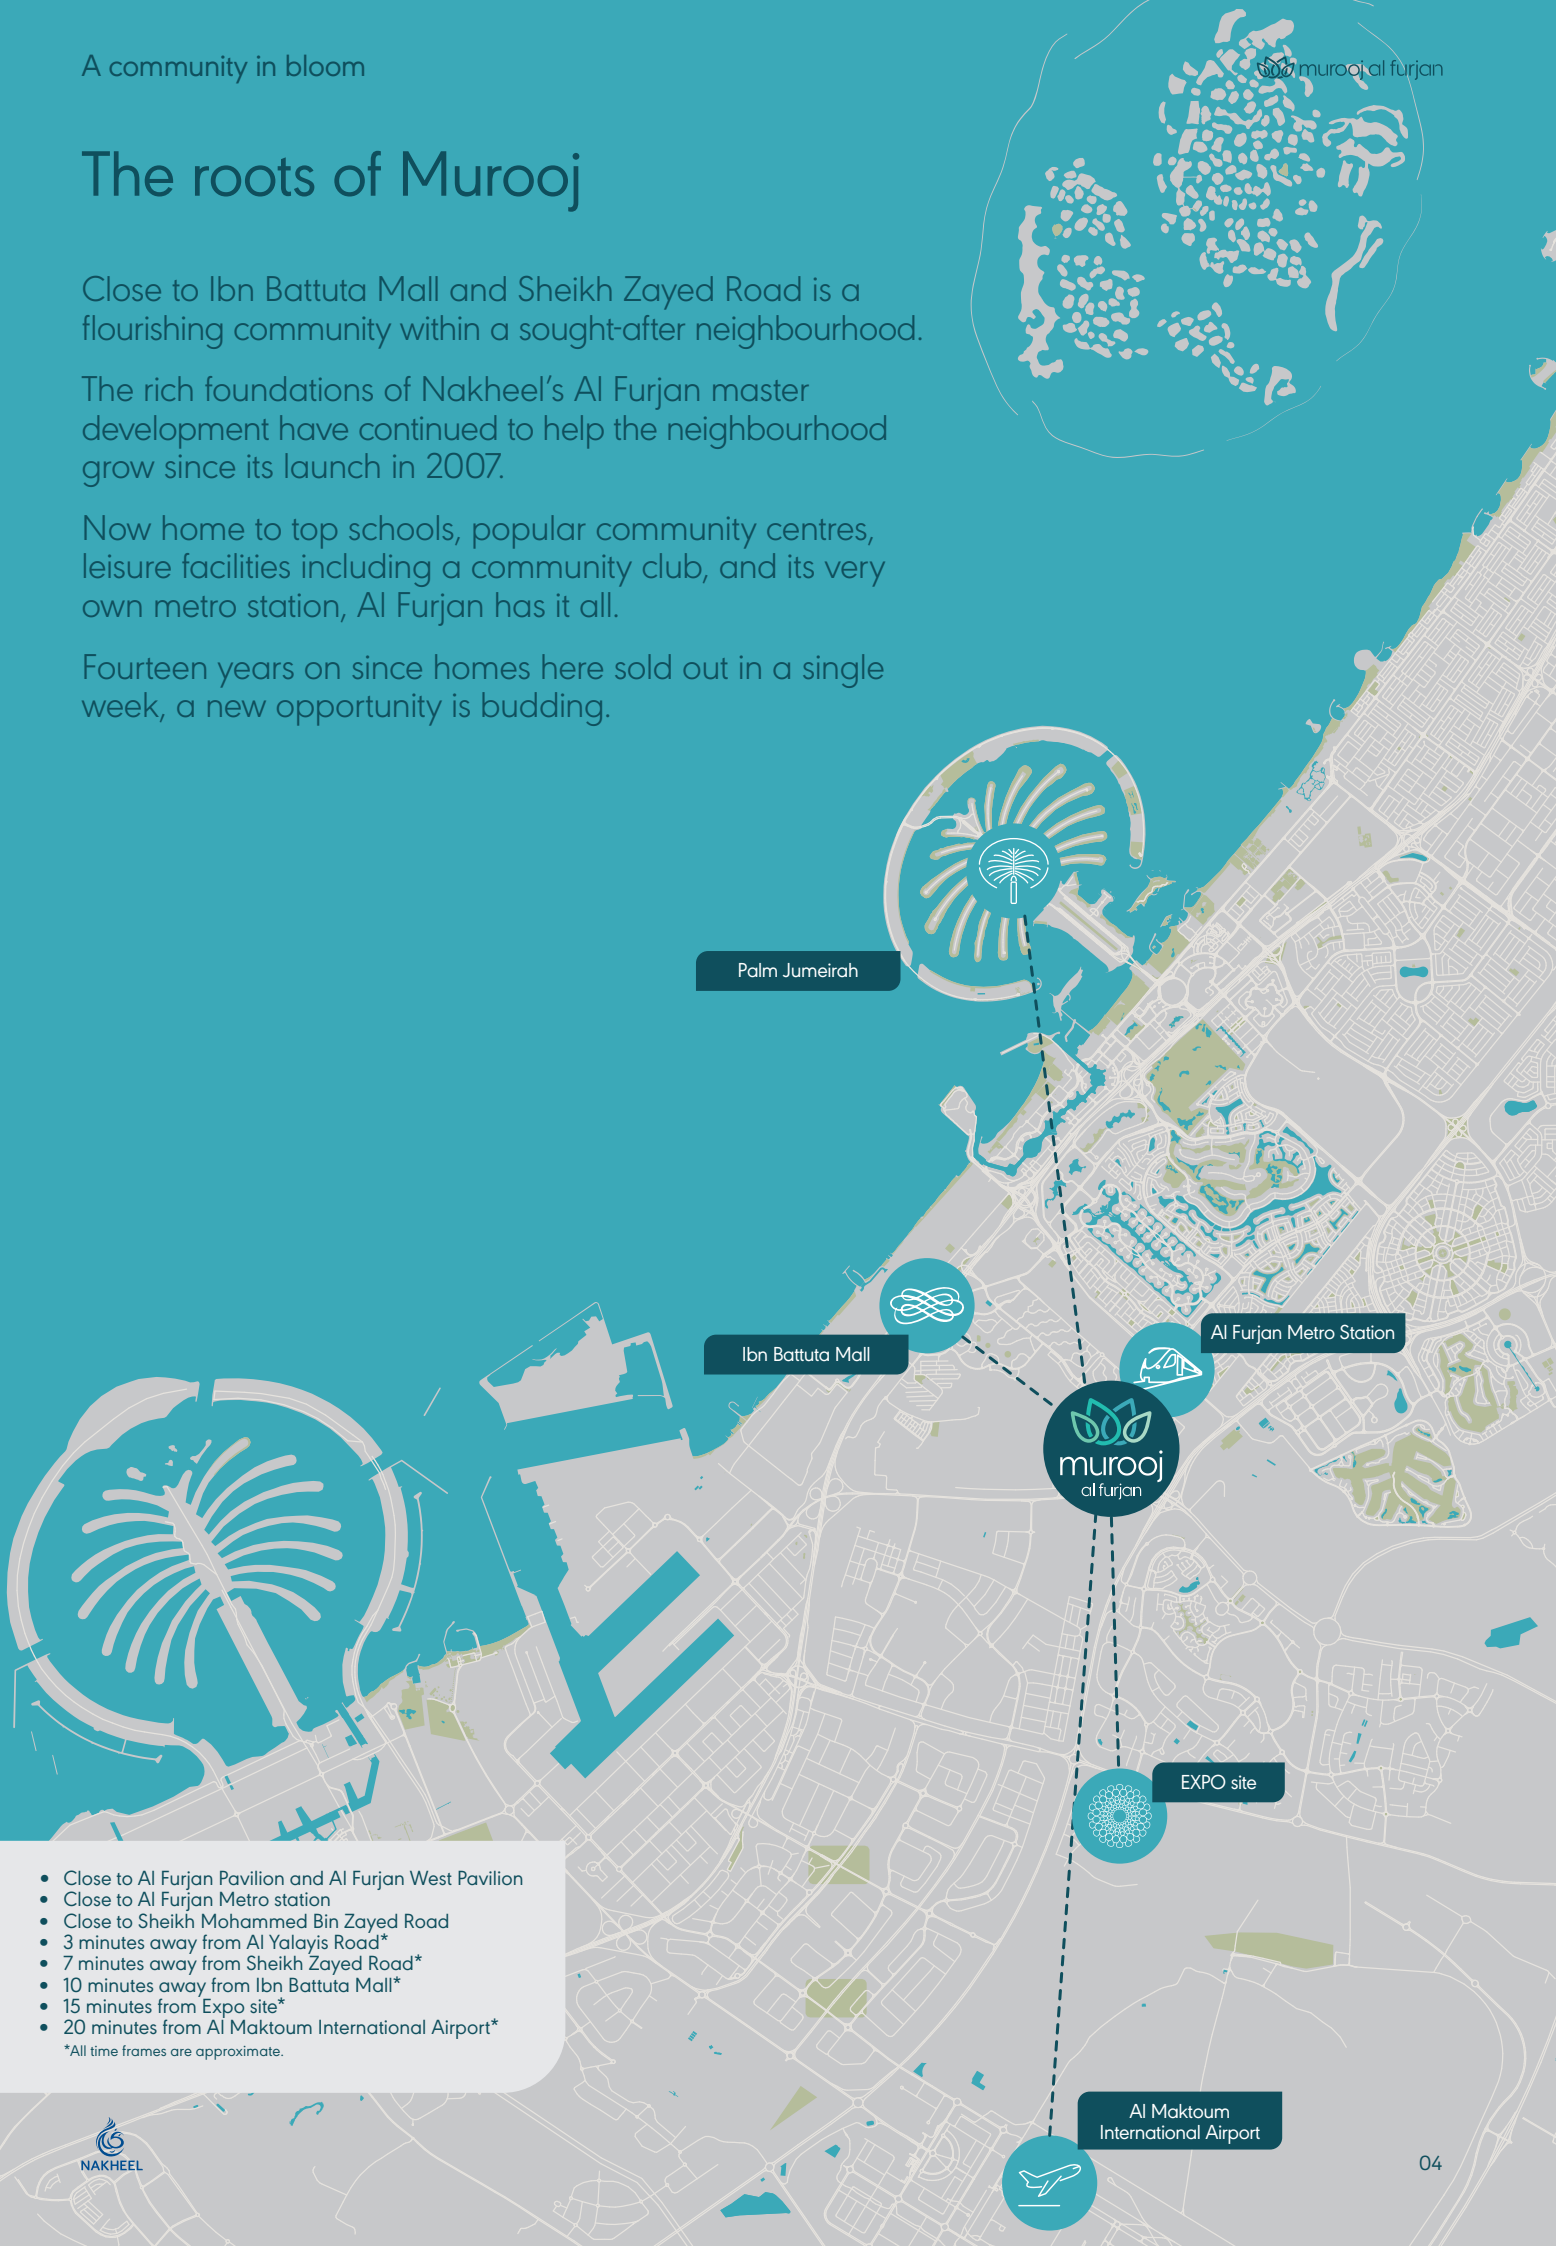 A community in bloom
murooj al furjan
The roots of Murooj
Close to Ibn Battuta Mall and Sheikh Zayed Road is a
flourishing community within a sought-after neighbourhood.
The rich foundations of Nakheel’s Al Furjan master
development have continued to help the neighbourhood
grow since its launch in 2007.
Now home to top schools, popular community centres,
leisure facilities including a community club, and its very
own metro station, Al Furjan has it all.
Fourteen years on since homes here sold out in a single
week, a new opportunity is budding.
Palm Jumeirah
Al Furjan Metro Station
Ibn Battuta Mall
murooj
al furjan
EXPO site
• Close to Al Furjan Pavilion and Al Furjan West Pavilion
• Close to Al Furjan Metro station
• Close to Sheikh Mohammed Bin Zayed Road
• 3 minutes away from Al Yalayis Road*
• 7 minutes away from Sheikh Zayed Road*
• 10 minutes away from Ibn Battuta Mall*
• 15 minutes from Expo site*
• 20 minutes from Al Maktoum International Airport*
*All time frames are approximate.
Al Maktoum
International Airport
NAKHEEL
04